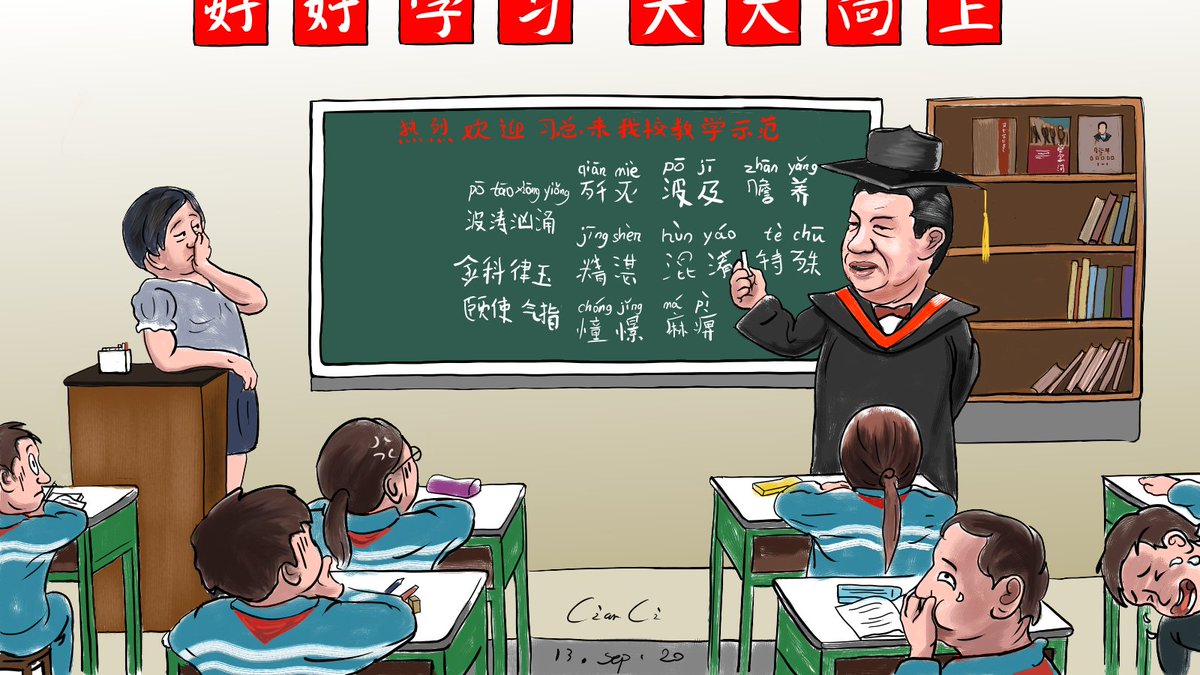 好好学习 天天向上
热烈欢迎习总来我校教学示范
qiān miè pō jī zhān yǎng
歼灭 波及 赡养
pō tāo xiōng yiǒng
波涛汹涌
jīng shèn hùn yáo tè chū
金科律玉 精湛 混淆 特殊
chóng jǐng má pì
颐使气指 憧憬 麻痹
Cian Ci
13. sep. 20